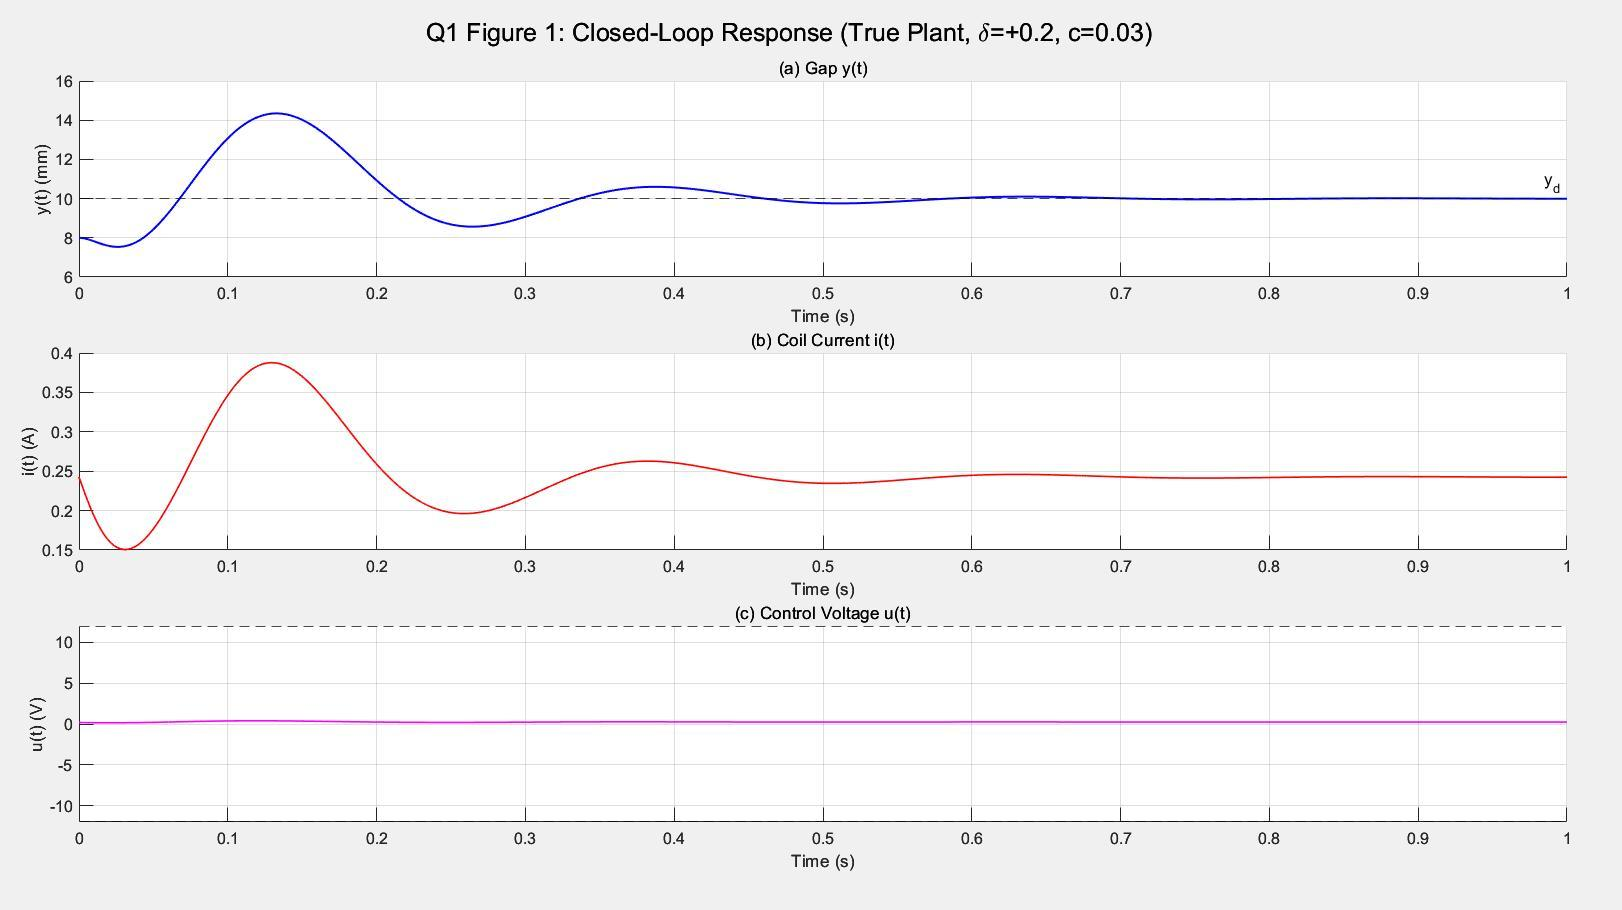 Q1 Figure 1: Closed-Loop Response (True Plant, δ=+0.2, c=0.03)
(a) Gap y(t)
y(t) (mm)
16
14
12
10
8
6
y_d
0 0.1 0.2 0.3 0.4 0.5 0.6 0.7 0.8 0.9 1
Time (s)
(b) Coil Current i(t)
i(t) (A)
0.4
0.35
0.3
0.25
0.2
0.15
0 0.1 0.2 0.3 0.4 0.5 0.6 0.7 0.8 0.9 1
Time (s)
(c) Control Voltage u(t)
u(t) (V)
10
5
0
-5
-10
0 0.1 0.2 0.3 0.4 0.5 0.6 0.7 0.8 0.9 1
Time (s)